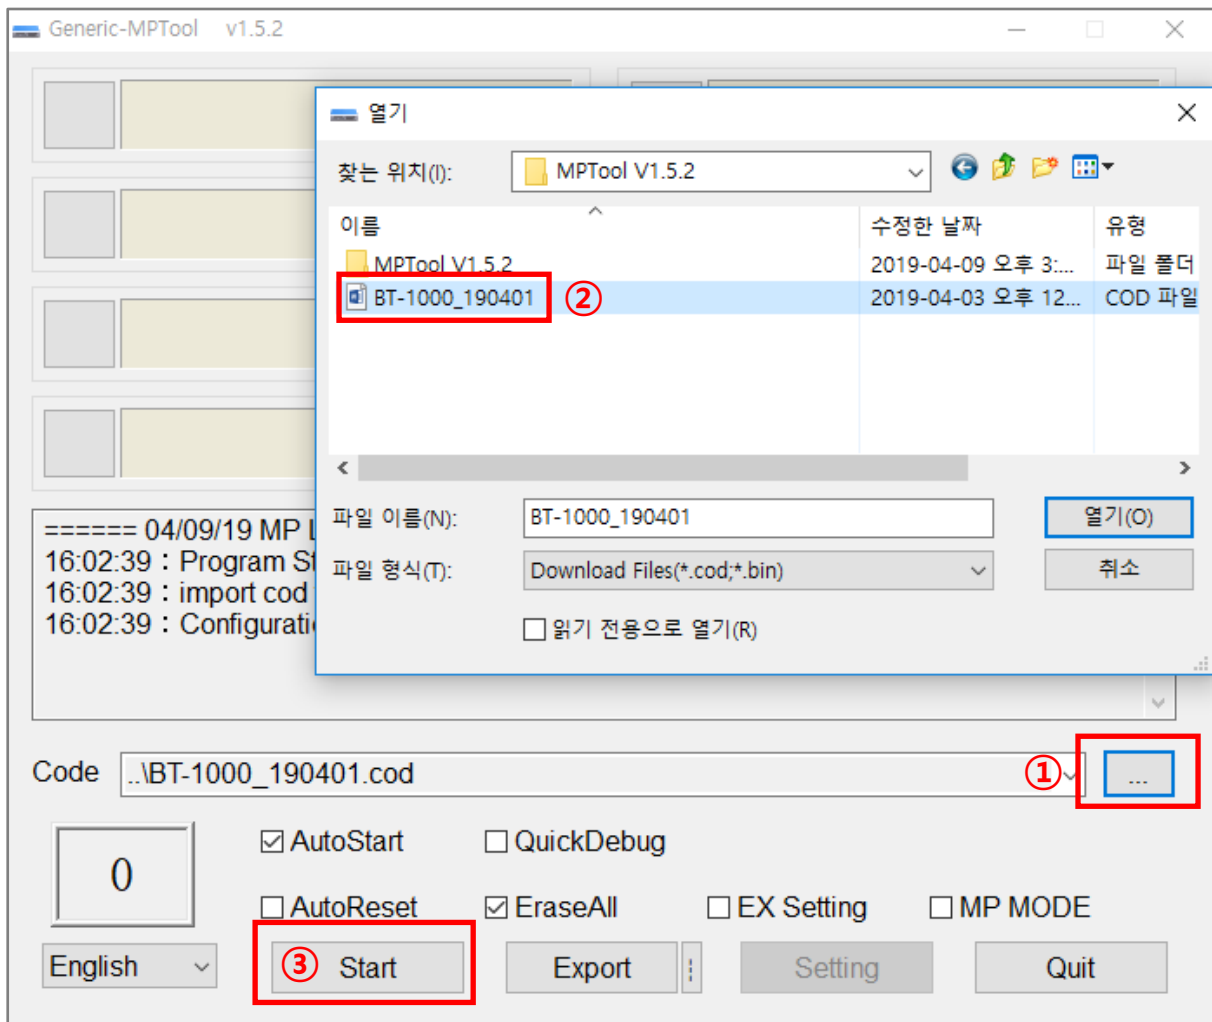 Generic-MPTool v1.5.2
열기
찾는 위치(I):
MPTool V1.5.2
이름
수정한 날짜
유형
MPTool V1.5.2
2019-04-09 오후 3:...
파일 폴더
BT-1000_190401
②
2019-04-03 오후 12...
COD 파일
파일 이름(N):
BT-1000_190401
열기(O)
파일 형식(T):
Download Files(*.cod;*.bin)
취소
읽기 전용으로 열기(R)
====== 04/09/19 MP
16:02:39 : Program
16:02:39 : import cod
16:02:39 :
Code
..\BT-1000_190401.cod
①
...
0
AutoStart
QuickDebug
AutoReset
EraseAll
EX Setting
MP MODE
English
③
Start
Export
Setting
Quit